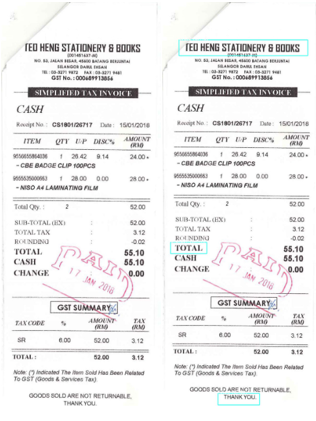 TED HENG STATIONERY & BOOKS
(001451637-M)
NO. 53, JALAN BESAR, 45600 BATANG BERJUNTAI
SELANGOR DARUL EHSAN
TEL : 03-3271 9872 FAX : 03-3271 9481
GST No. : 000689913856
SIMPLIFIED TAX INVOICE
CASH
Receipt No. : CS1801/26717 Date : 15/01/2018
ITEM QTY U/P DISC% AMOUNT (RM)
9556655864036 1 26.42 9.14 24.00 *
- CBE BADGE CLIP 100PCS
1 28.00 0.00 28.00 *
- NISO A4 LAMINATING FILM
Total Qty. : 2 52.00
SUB-TOTAL (EX) : 52.00
TOTAL TAX : 3.12
ROUNDING : -0.02
TOTAL : 55.10
CASH : 55.10
CHANGE : 0.00
PAID
17 JAN 2018
GST SUMMARY
TAX CODE % AMOUNT (RM) TAX (RM)
SR 6.00 52.00 3.12
TOTAL : 52.00 3.12
Note: (*) Indicated The Item Sold Has Been Related
To GST (Goods & Services Tax).
GOODS SOLD ARE NOT RETURNABLE,
THANK YOU.
TED HENG STATIONERY & BOOKS
(001451637-M)
NO. 53, JALAN BESAR, 45600 BATANG BERJUNTAI
SELANGOR DARUL EHSAN
TEL : 03-3271 9872 FAX : 03-3271 9481
GST No. : 000689913856
SIMPLIFIED TAX INVOICE
CASH
Receipt No. : CS1801/26717 Date : 15/01/2018
ITEM QTY U/P DISC% AMOUNT (RM)
9556655864036 1 26.42 9.14 24.00 *
- CBE BADGE CLIP 100PCS
1 28.00 0.00 28.00 *
- NISO A4 LAMINATING FILM
Total Qty. : 2 52.00
SUB-TOTAL (EX) : 52.00
TOTAL TAX : 3.12
ROUNDING : -0.02
TOTAL : 55.10
CASH : 55.10
CHANGE : 0.00
PAID
17 JAN 2018
GST SUMMARY
TAX CODE % AMOUNT (RM) TAX (RM)
SR 6.00 52.00 3.12
TOTAL : 52.00 3.12
Note: (*) Indicated The Item Sold Has Been Related
To GST (Goods & Services Tax).
GOODS SOLD ARE NOT RETURNABLE,
THANK YOU.